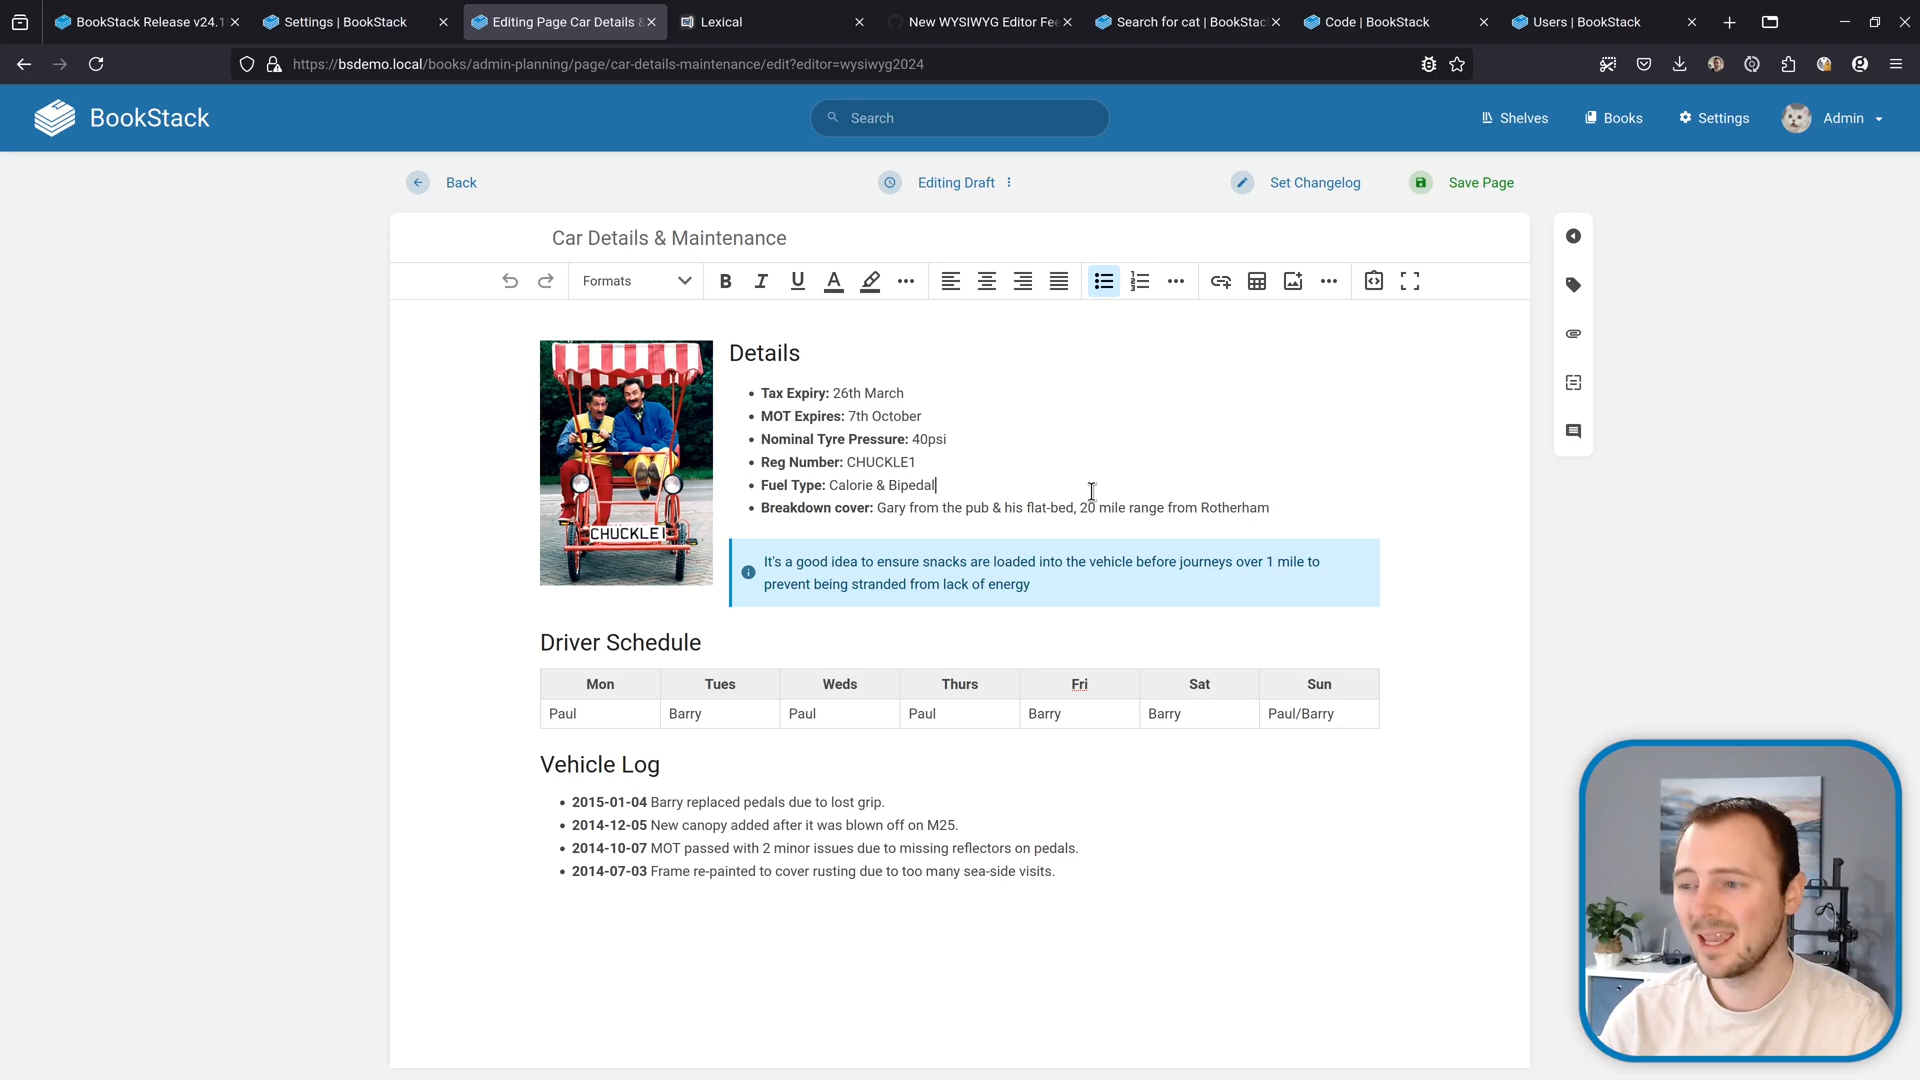 BookStack Release v24.1
Settings | BookStack
Editing Page Car Details &
Lexical
New WYSIWYG Editor Fee
Search for cat | BookStac
Code | BookStack
Users | BookStack
https://bsdemo.local/books/admin-planning/page/car-details-maintenance/edit?editor=wysiwyg2024
BookStack
Search
Shelves
Books
Settings
Admin
Back
Editing Draft
Set Changelog
Save Page
Car Details & Maintenance
Formats
B
I
U
A
Details
Tax Expiry: 26th March
MOT Expires: 7th October
Nominal Tyre Pressure: 40psi
Reg Number: CHUCKLE1
Fuel Type: Calorie & Bipedal
Breakdown cover: Gary from the pub & his flat-bed, 20 mile range from Rotherham
CHUCKLE1
It's a good idea to ensure snacks are loaded into the vehicle before journeys over 1 mile to
prevent being stranded from lack of energy
Driver Schedule
Mon Tues Weds Thurs Fri Sat Sun
Paul Barry Paul Paul Barry Barry Paul/Barry
Vehicle Log
2015-01-04 Barry replaced pedals due to lost grip.
2014-12-05 New canopy added after it was blown off on M25.
2014-10-07 MOT passed with 2 minor issues due to missing reflectors on pedals.
2014-07-03 Frame re-painted to cover rusting due to too many sea-side visits.